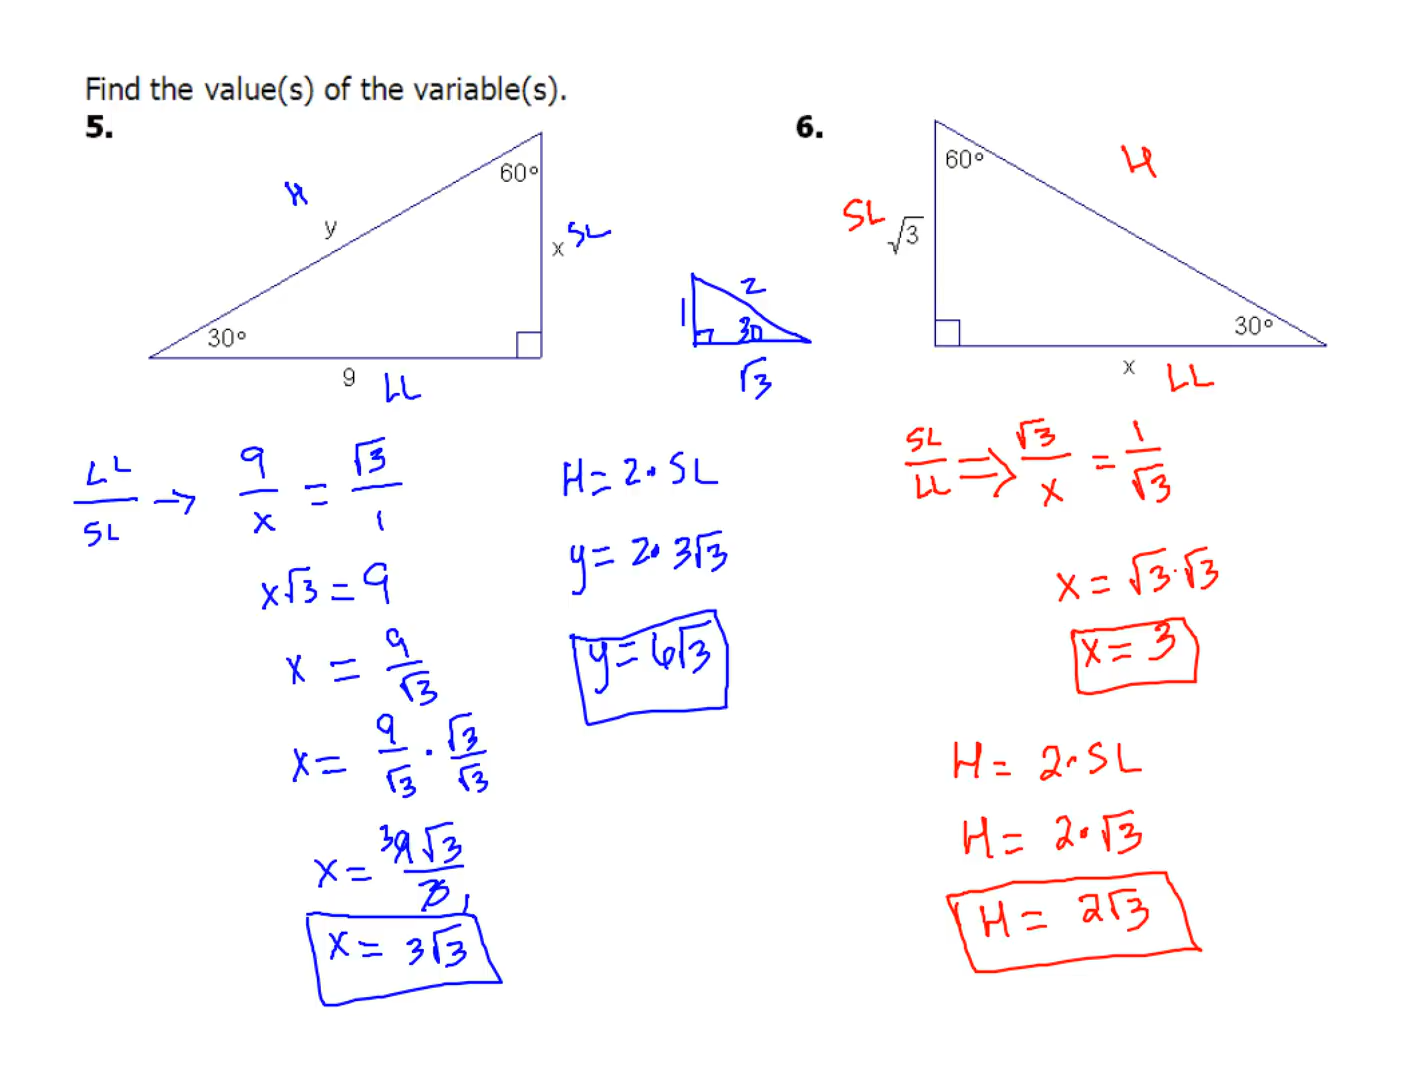 Find the value(s) of the variable(s).
5.
60°
H
y
x SL
30°
9 LL
1
2
30
√3
LL/SL → 9/x = √3/1
x√3 = 9
x = 9/√3
x = 9/√3 · √3/√3
x = 3 9√3/3 1
x = 3√3
H = 2 · SL
y = 2 · 3√3
y = 6√3
6.
60°
H
SL √3
30°
x LL
SL/LL ⇒ √3/x = 1/√3
x = √3 · √3
x = 3
H = 2 · SL
H = 2 · √3
H = 2√3